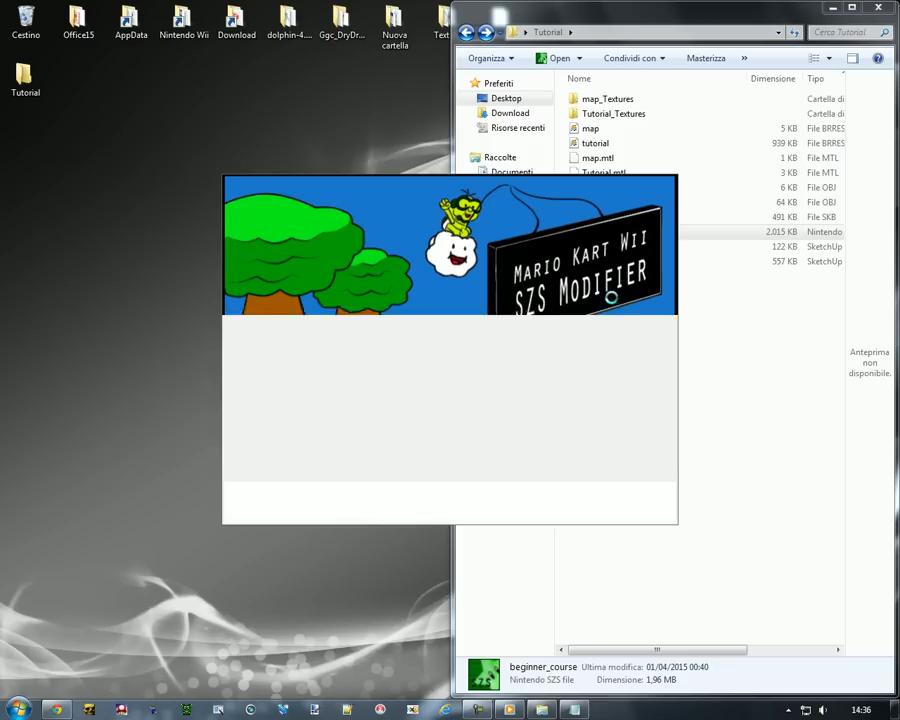 Cestino
Office15
AppData
Nintendo Wii
Download
dolphin-4....
Ggc_DryDr...
Nuova
cartella
Text
Tutorial
Tutorial
Cerca Tutorial
Organizza
Open
Condividi con
Masterizza
»
Preferiti
Desktop
Download
Risorse recenti
Raccolte
Documenti
Nome
Dimensione
Tipo
map_Textures
Cartella di
Tutorial_Textures
Cartella di
map
5 KB
File BRRES
tutorial
939 KB
File BRRES
map.mtl
1 KB
File MTL
Tutorial.mtl
3 KB
File MTL
6 KB
File OBJ
64 KB
File OBJ
491 KB
File SKB
2.015 KB
Nintendo
122 KB
SketchUp
557 KB
SketchUp
MARIO KART WII
SZS MODIFIER
Anteprima
non
disponibile.
beginner_course
Ultima modifica: 01/04/2015 00:40
Nintendo SZS file
Dimensione: 1,96 MB
14:36